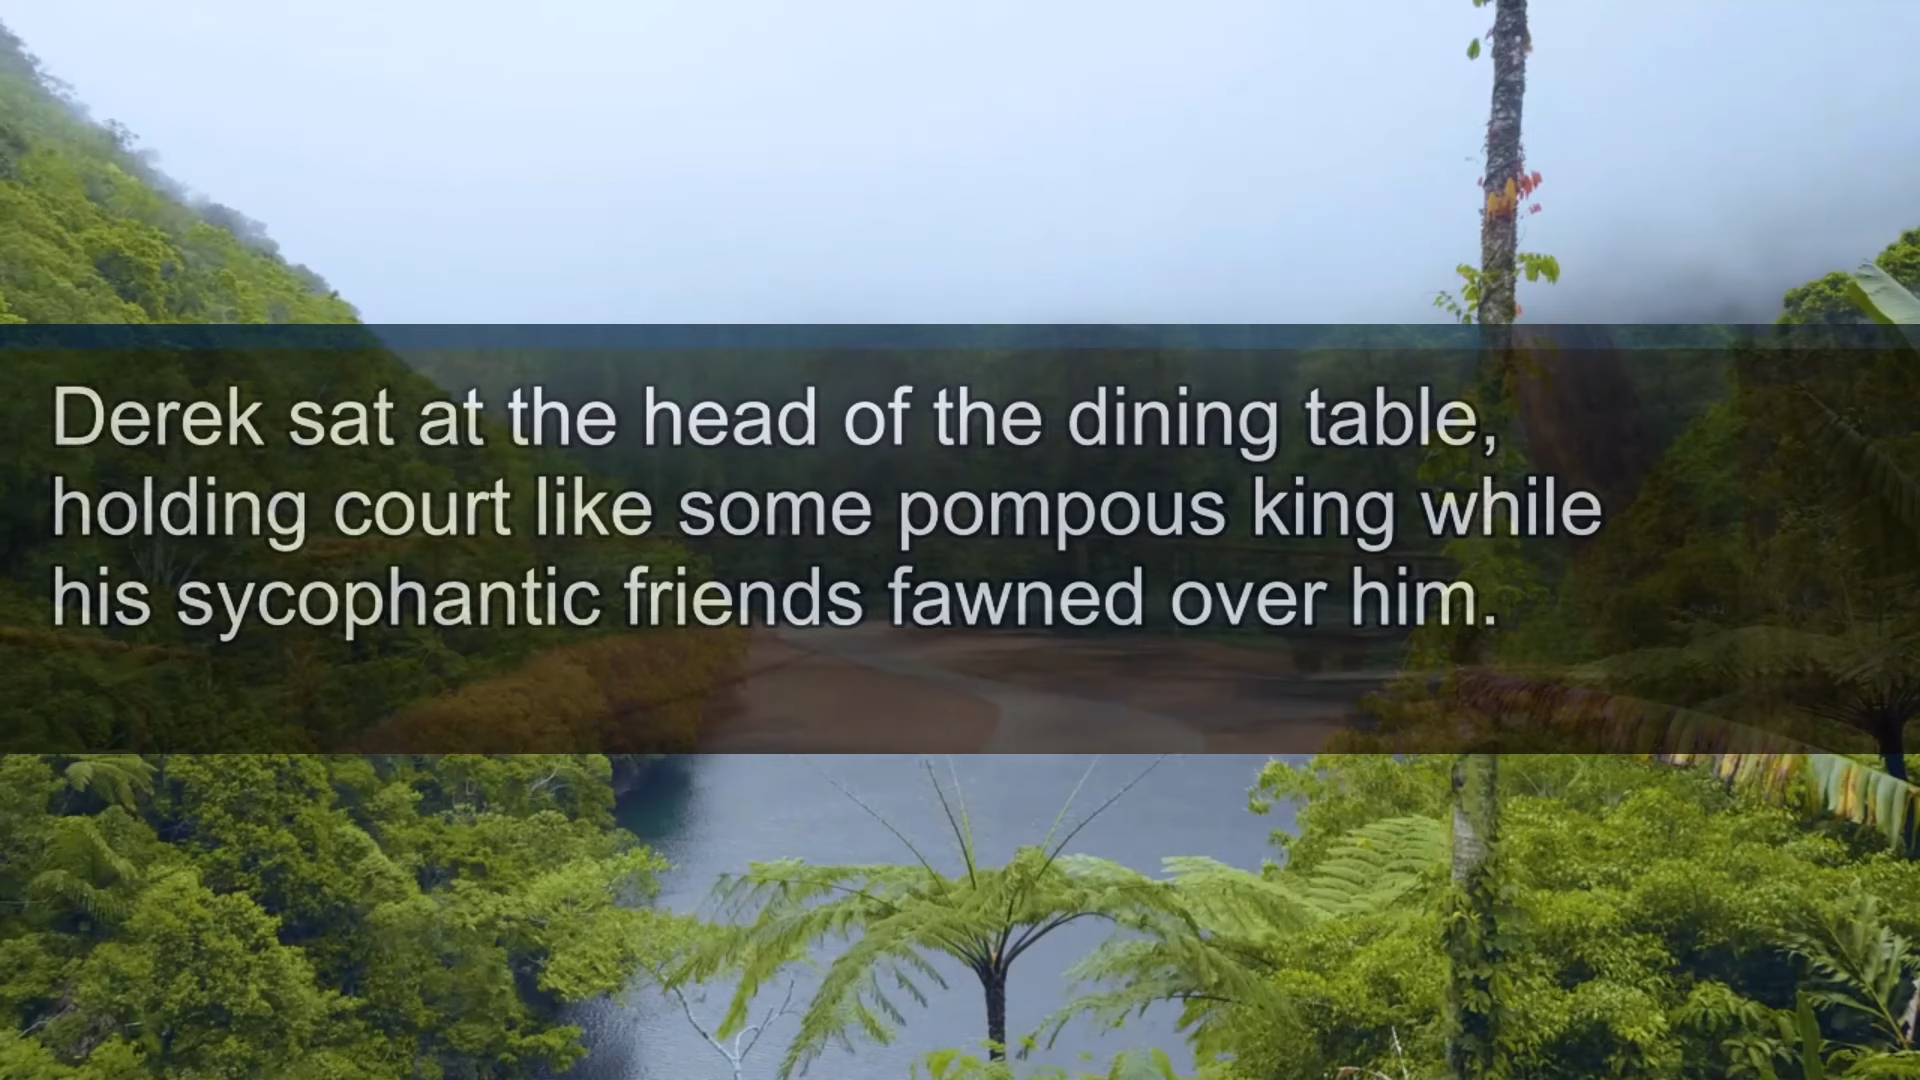 Derek sat at the head of the dining table,
holding court like some pompous king while
his sycophantic friends fawned over him.